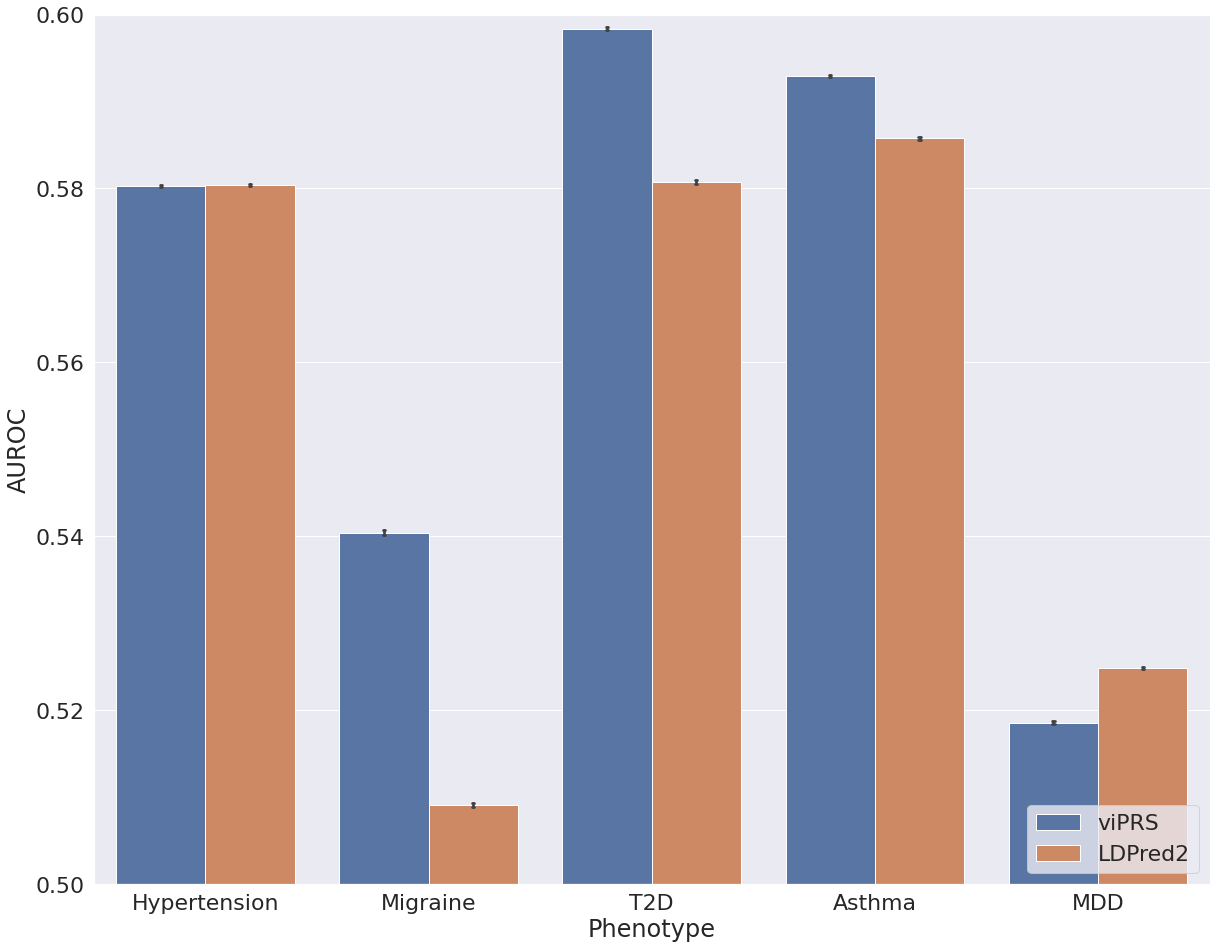 0.60
0.58
0.56
0.54
0.52
0.50
AUROC
Hypertension
Migraine
T2D
Asthma
MDD
Phenotype
viPRS
LDPred2